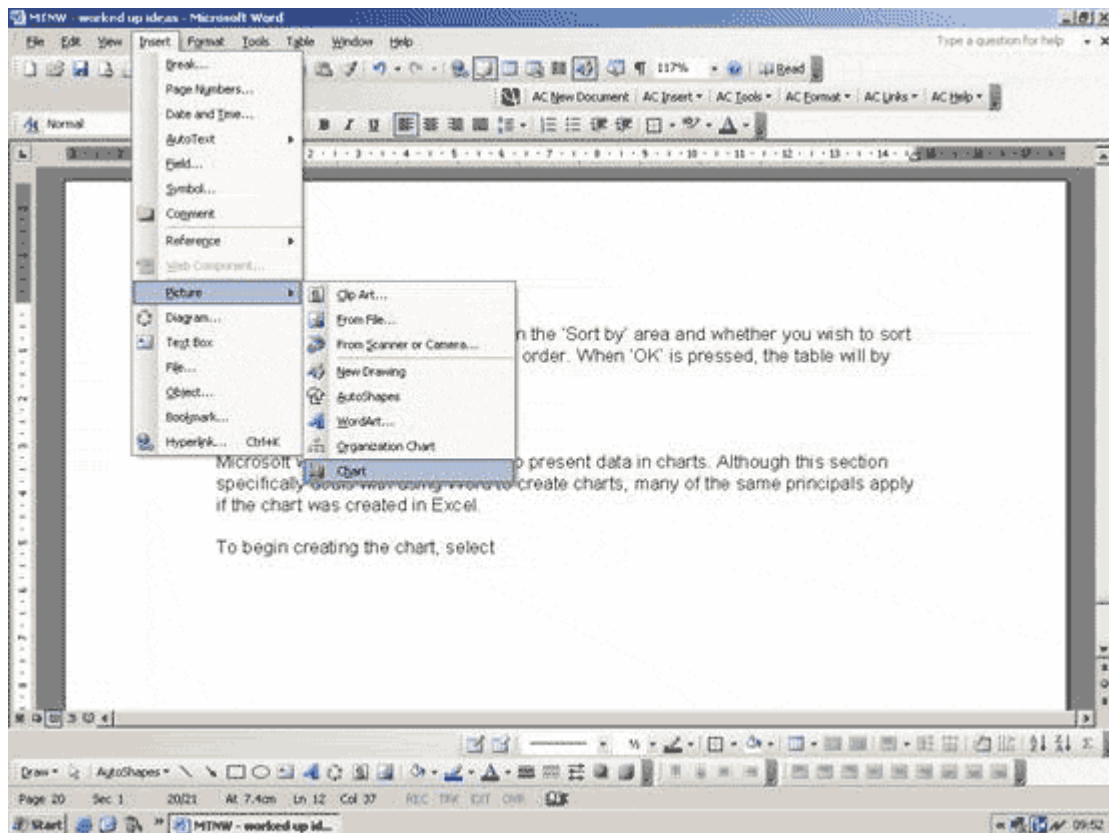 MTNW - worked up ideas - Microsoft Word
File Edit View Insert Format Tools Table Window Help Type a question for help
117% Read
AC New Document AC Insert AC Tools AC Format AC Links AC Help
Normal
Break...
Page Numbers...
Date and Time...
AutoText
Field...
Symbol...
Comment
Reference
Web Component...
Picture
Diagram...
Text Box
File...
Object...
Bookmark...
Hyperlink... Ctrl+K
Clip Art...
From File...
From Scanner or Camera...
New Drawing
AutoShapes
WordArt...
Organization Chart
Chart
n the 'Sort by' area and whether you wish to sort
order. When 'OK' is pressed, the table will by
Microsoft present data in charts. Although this section
specifically create charts, many of the same principals apply
if the chart was created in Excel.
To begin creating the chart, select
Draw AutoShapes
Page 20 Sec 1 20/21 At 7.4cm Ln 12 Col 37 REC TRK EXT OVR
Start MTNW - worked up id... 09:52